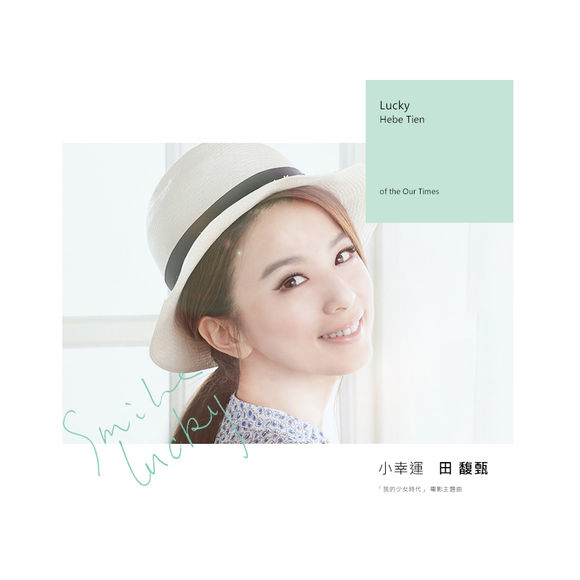 Lucky
Hebe Tien
of the Our Times
Smile
Lucky
小幸運 田 馥甄
「我的少女時代」 電影主題曲